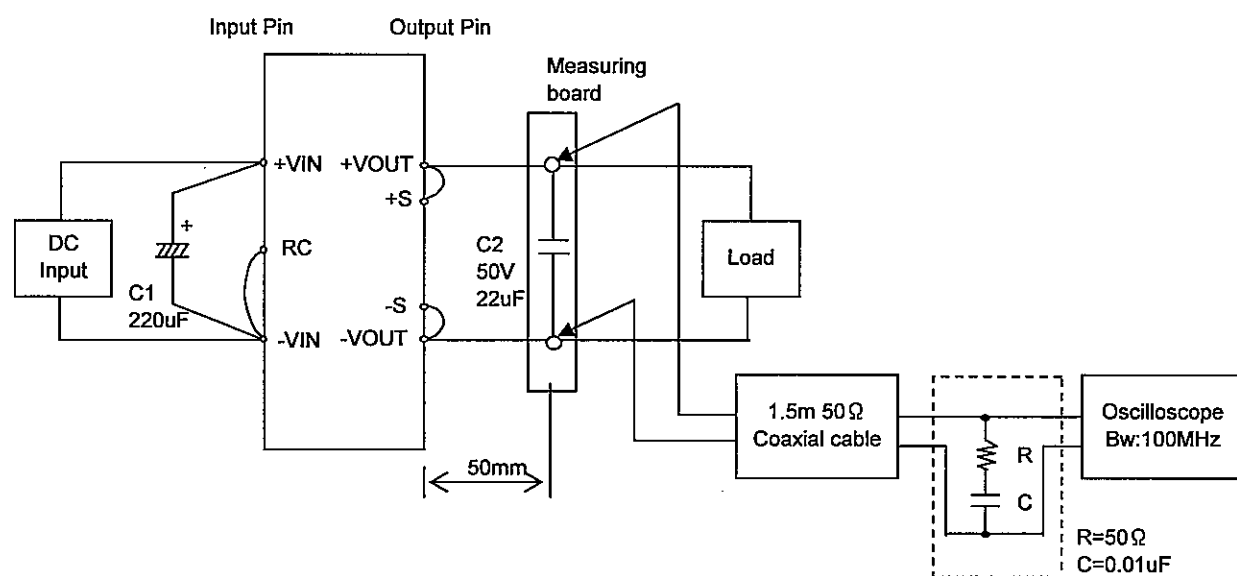 Input Pin
Output Pin
Measuring
board
+VIN
+VOUT
+S
DC
Input
+
C1
220uF
RC
C2
50V
22uF
Load
-S
-VIN
-VOUT
50mm
1.5m 50Ω
Coaxial cable
R
C
Oscilloscope
Bw:100MHz
R=50Ω
C=0.01uF